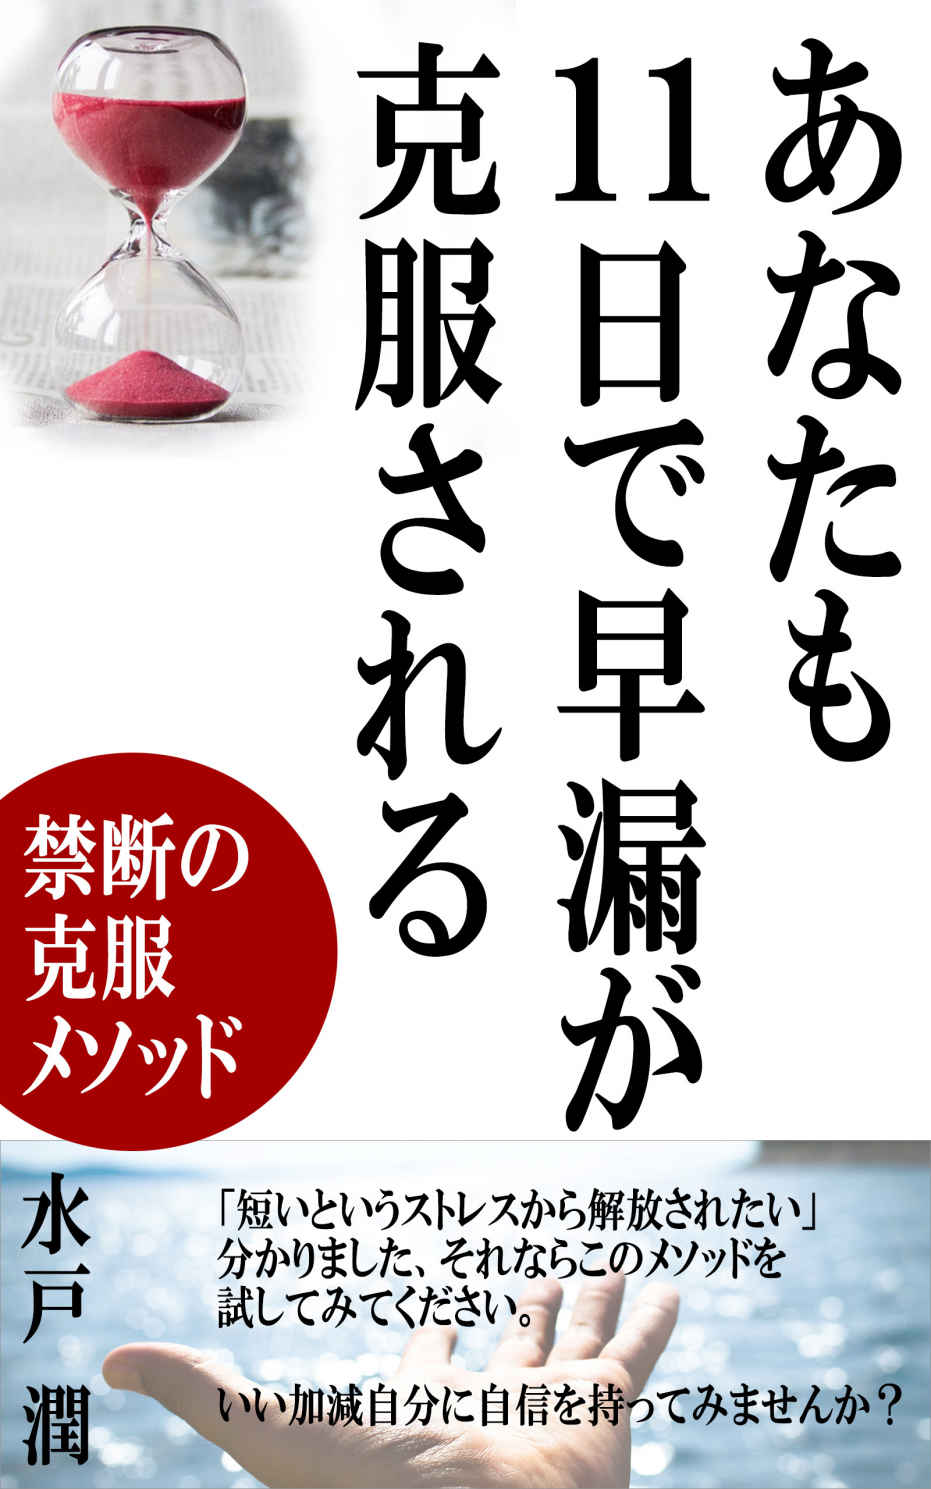 あなたも
11日で早漏が
克服される
禁断の
克服
メソッド
水戸 潤
「短いというストレスから解放されたい」
分かりました、それならこのメソッドを
試してみてください。
いい加減自分に自信を持ってみませんか？